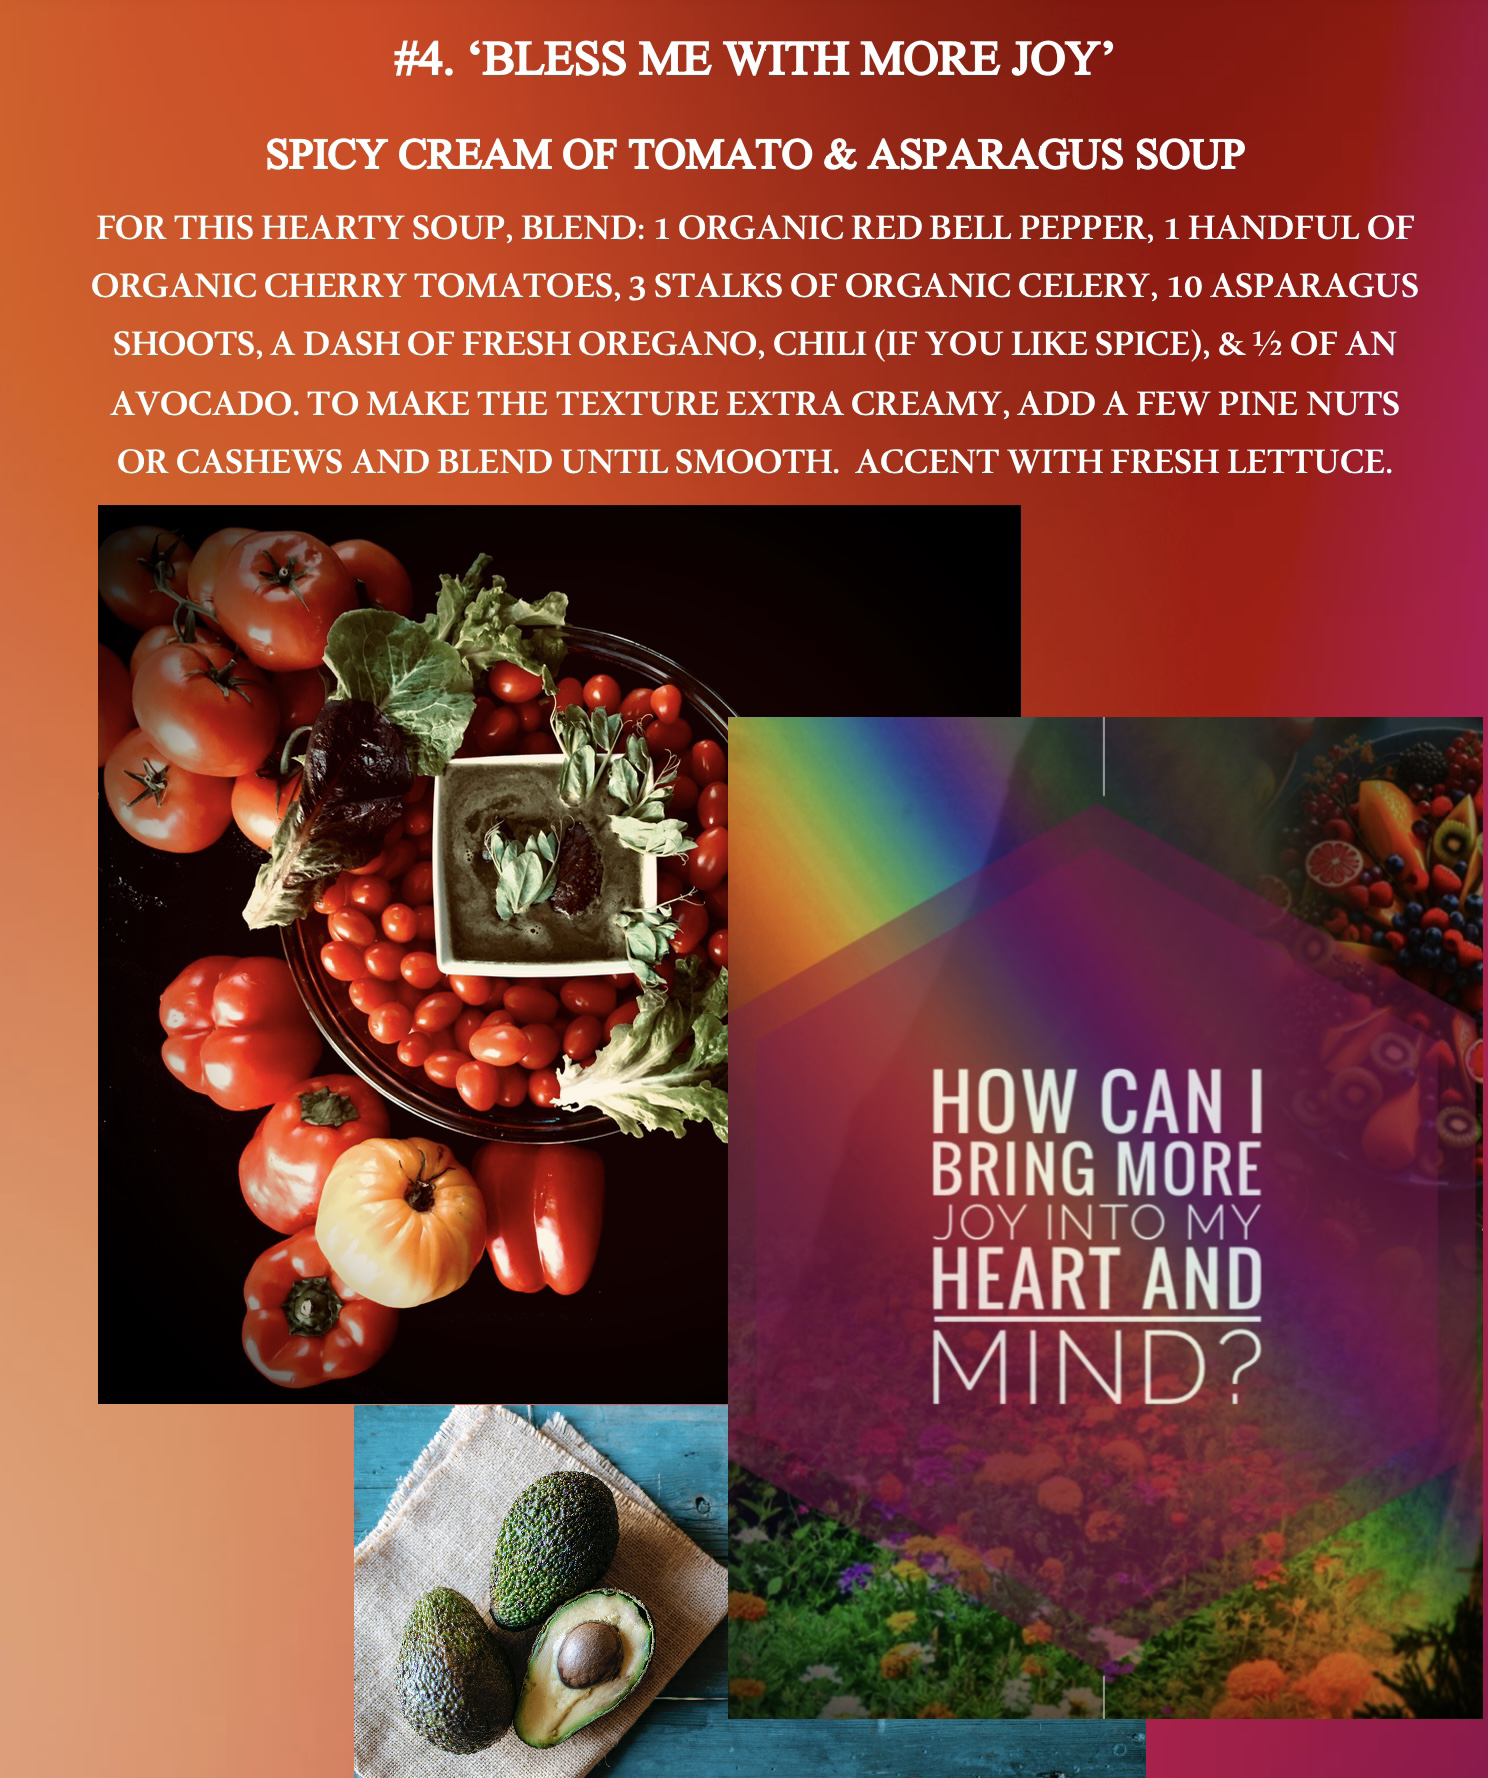 #4. ‘BLESS ME WITH MORE JOY’
SPICY CREAM OF TOMATO & ASPARAGUS SOUP
FOR THIS HEARTY SOUP, BLEND: 1 ORGANIC RED BELL PEPPER, 1 HANDFUL OF
ORGANIC CHERRY TOMATOES, 3 STALKS OF ORGANIC CELERY, 10 ASPARAGUS
SHOOTS, A DASH OF FRESH OREGANO, CHILI (IF YOU LIKE SPICE), & ½ OF AN
AVOCADO. TO MAKE THE TEXTURE EXTRA CREAMY, ADD A FEW PINE NUTS
OR CASHEWS AND BLEND UNTIL SMOOTH.  ACCENT WITH FRESH LETTUCE.
HOW CAN I
BRING MORE
JOY INTO MY
HEART AND
MIND?